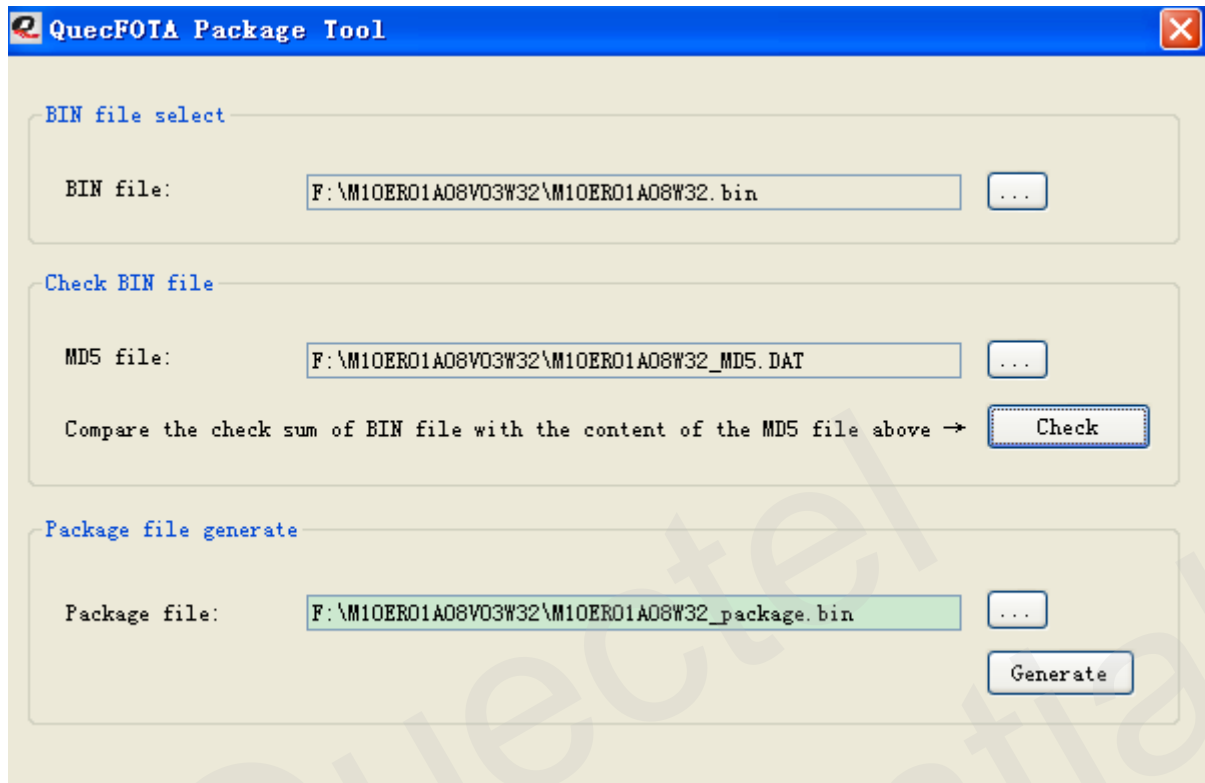 QuecFOTA Package Tool
BIN file select
BIN file: F:\M10ER01A08V03W32\M10ER01A08W32.bin ...
Check BIN file
MD5 file: F:\M10ER01A08V03W32\M10ER01A08W32_MD5.DAT ...
Compare the check sum of BIN file with the content of the MD5 file above → Check
Package file generate
Package file: F:\M10ER01A08V03W32\M10ER01A08W32_package.bin ...
Generate
Quectel